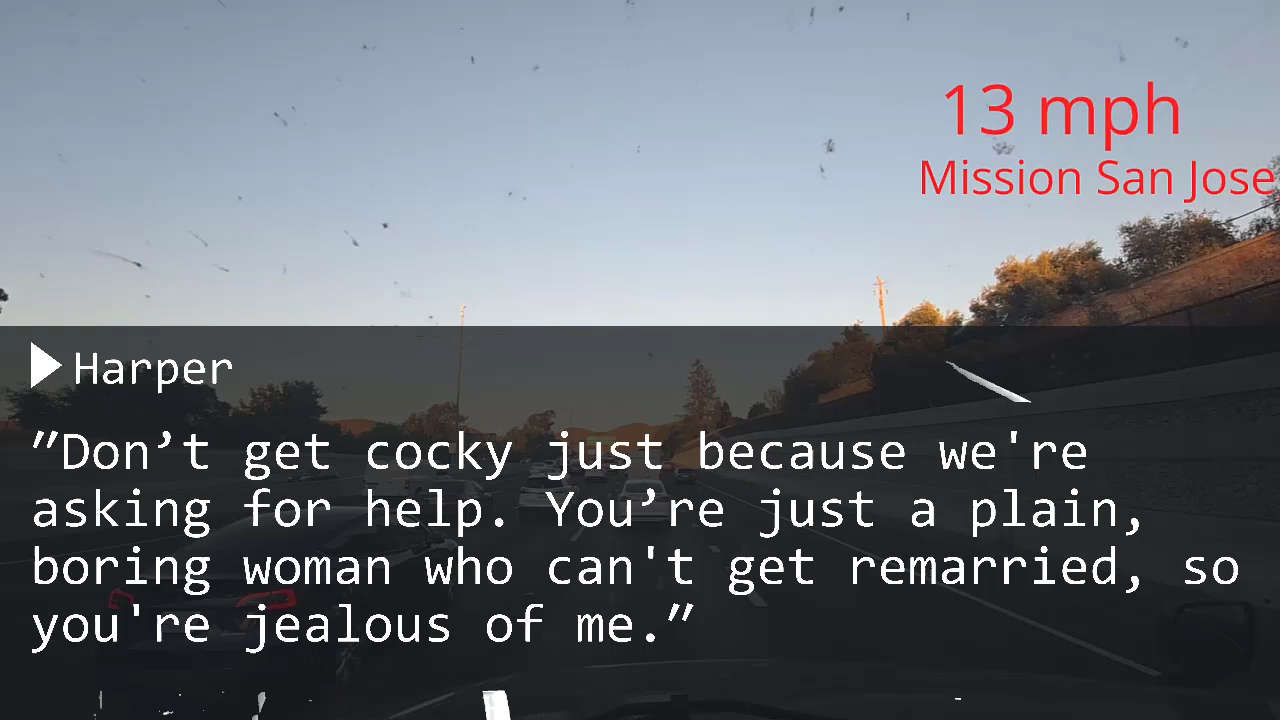 13 mph
Mission San Jose
Harper
”Don’t get cocky just because we're
asking for help. You’re just a plain,
boring woman who can't get remarried, so
you're jealous of me.”